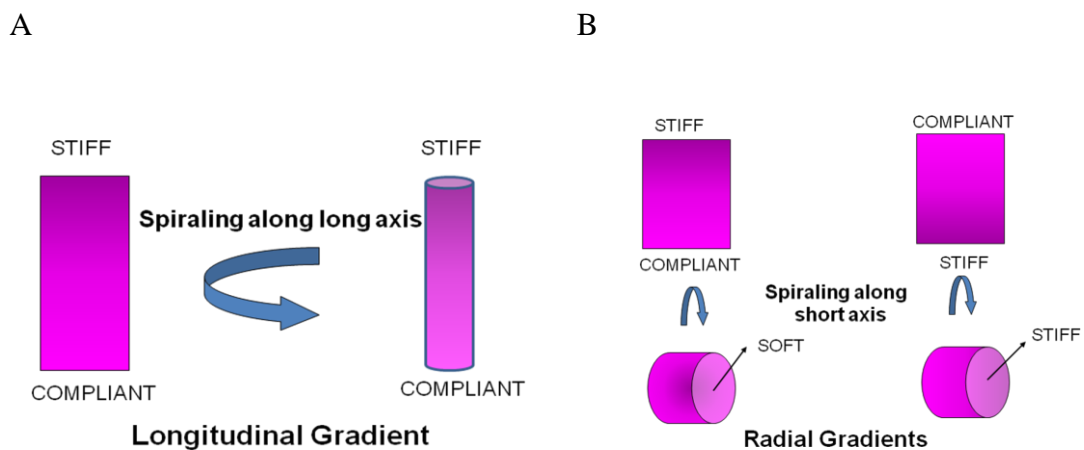 A
B
STIFF
STIFF
Spiraling along long axis
COMPLIANT
COMPLIANT
Longitudinal Gradient
STIFF
COMPLIANT
COMPLIANT
STIFF
Spiraling along
short axis
SOFT
STIFF
Radial Gradients